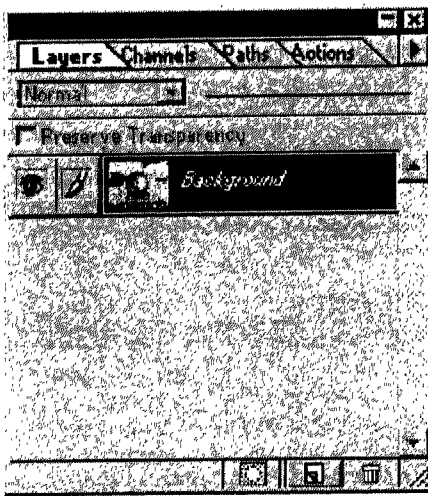 Layers Channels Paths Actions
Normal
Preserve Transparency
Background